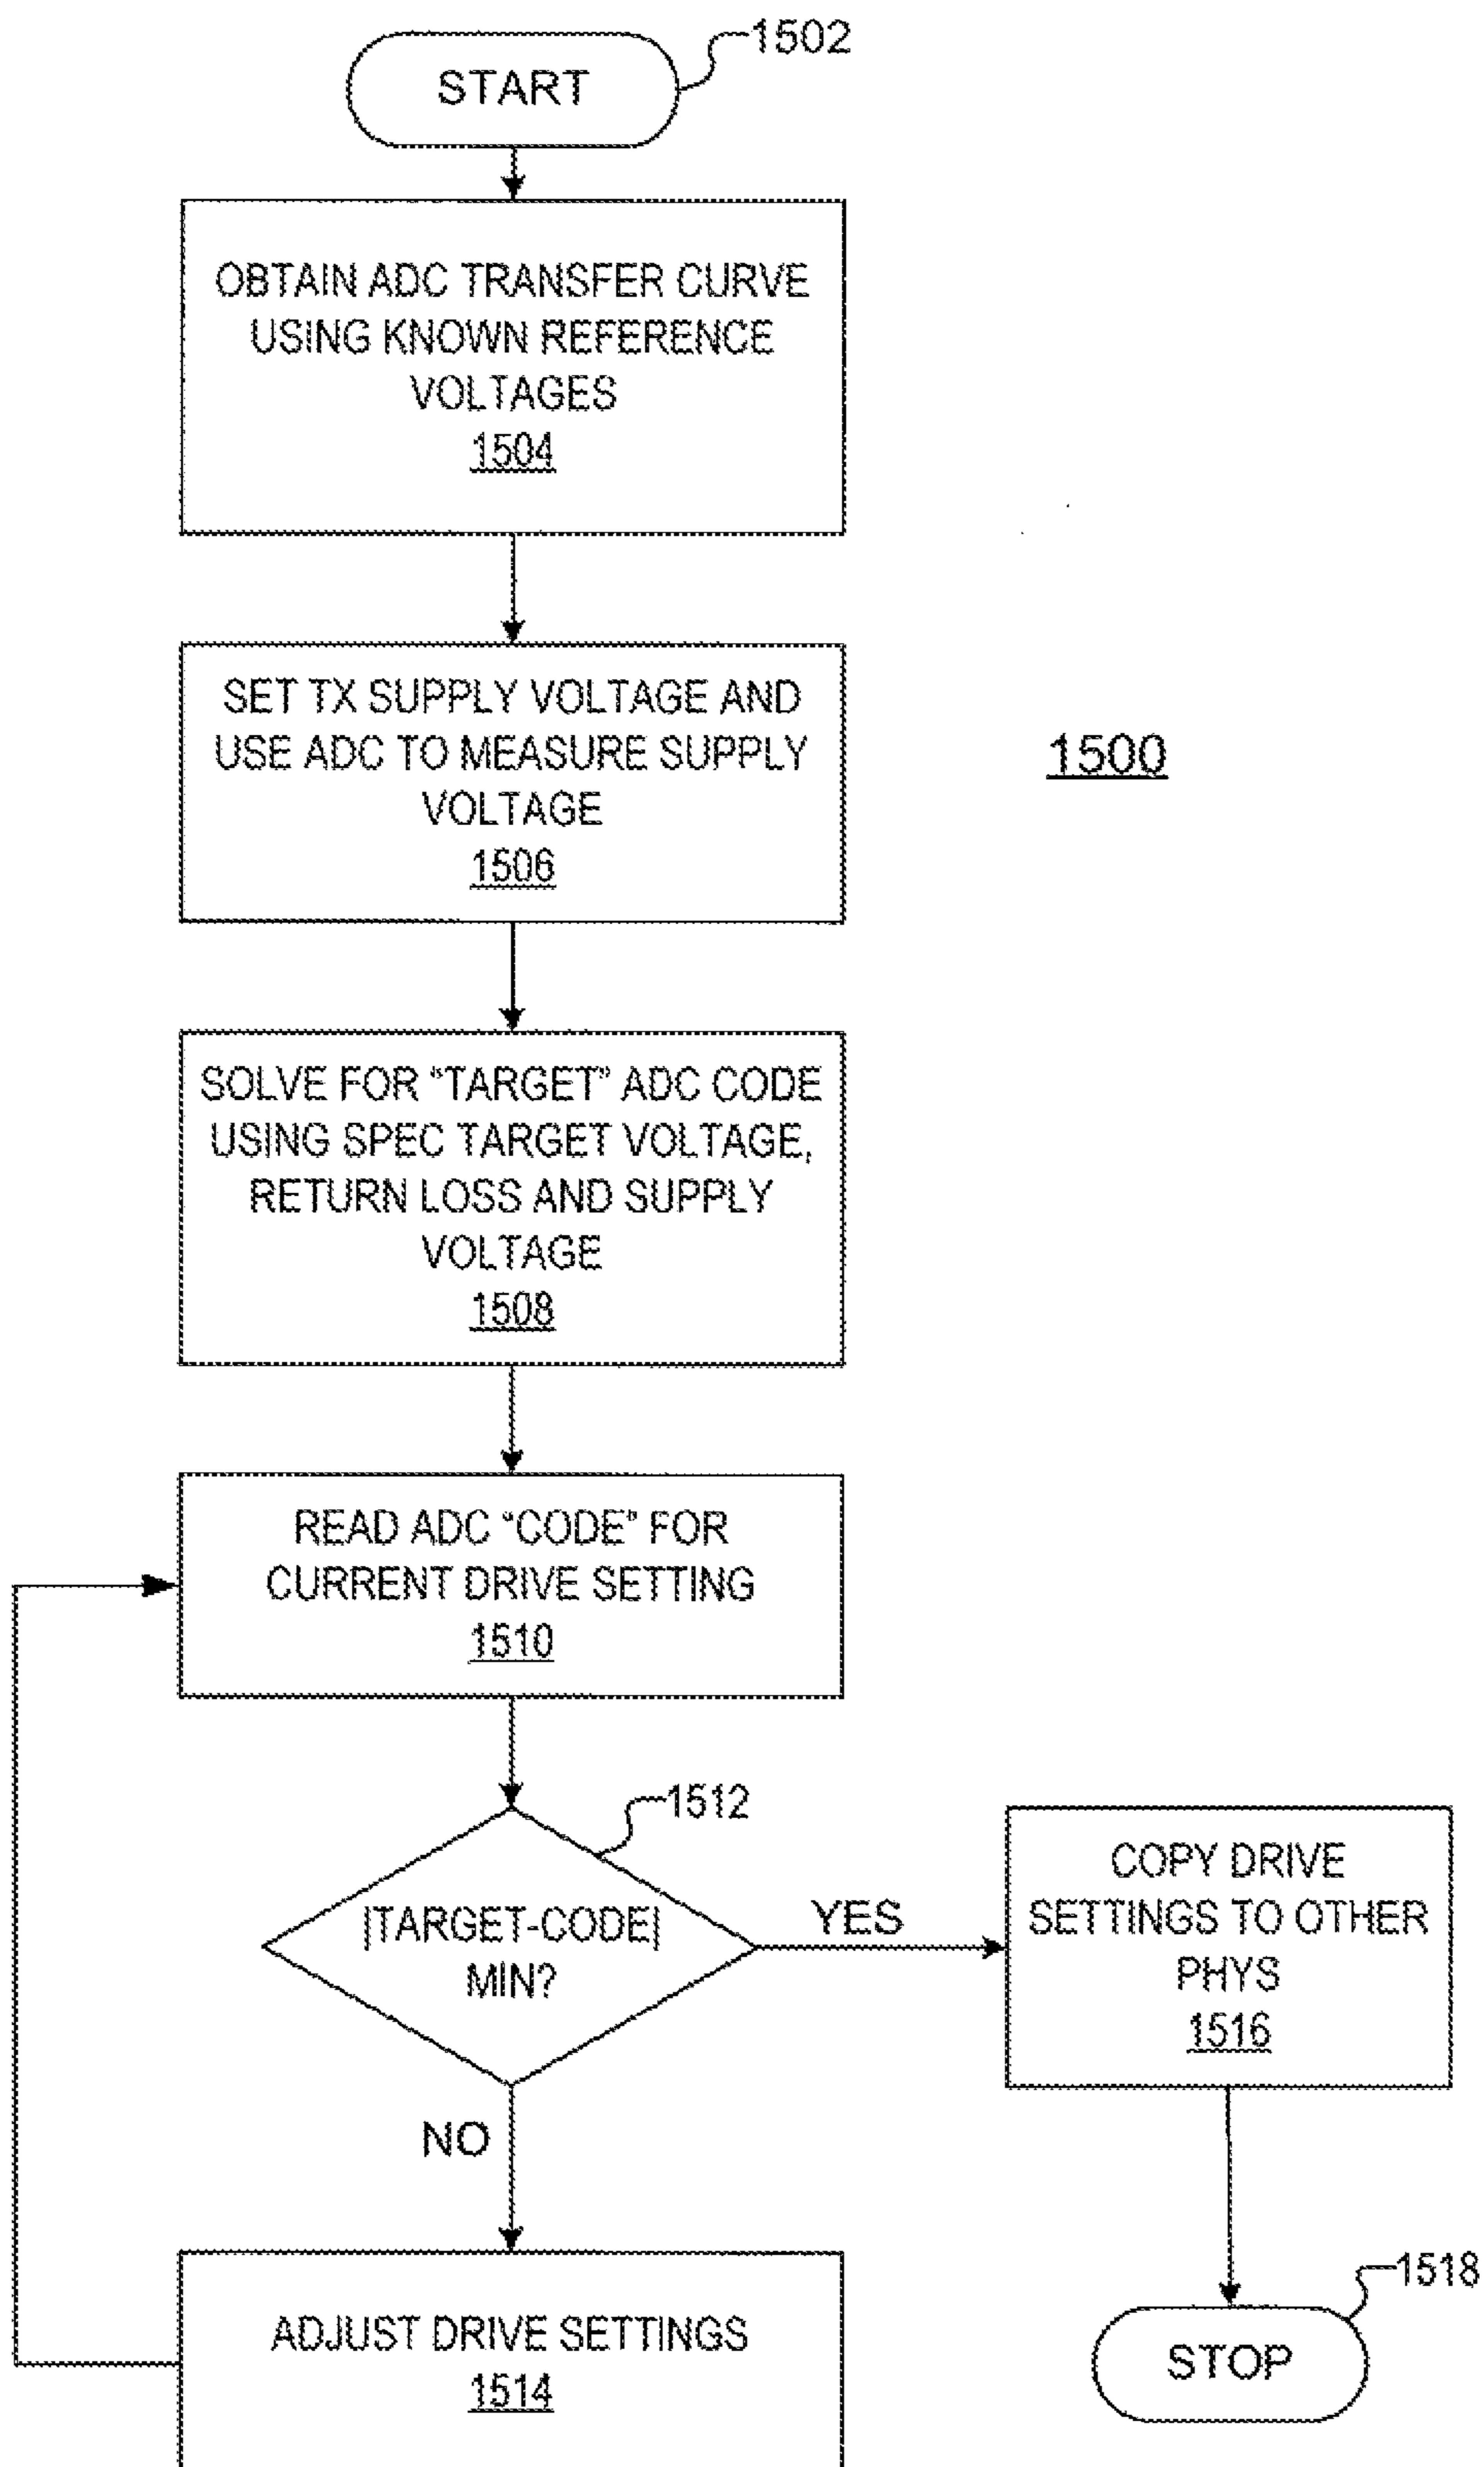 1502
START
OBTAIN ADC TRANSFER CURVE
USING KNOWN REFERENCE
VOLTAGES
1504
SET TX SUPPLY VOLTAGE AND
USE ADC TO MEASURE SUPPLY
VOLTAGE
1506
1500
SOLVE FOR "TARGET" ADC CODE
USING SPEC TARGET VOLTAGE,
RETURN LOSS AND SUPPLY
VOLTAGE
1508
READ ADC "CODE" FOR
CURRENT DRIVE SETTING
1510
1512
|TARGET-CODE|
MIN?
YES
COPY DRIVE
SETTINGS TO OTHER
PHYS
1516
NO
ADJUST DRIVE SETTINGS
1514
1518
STOP